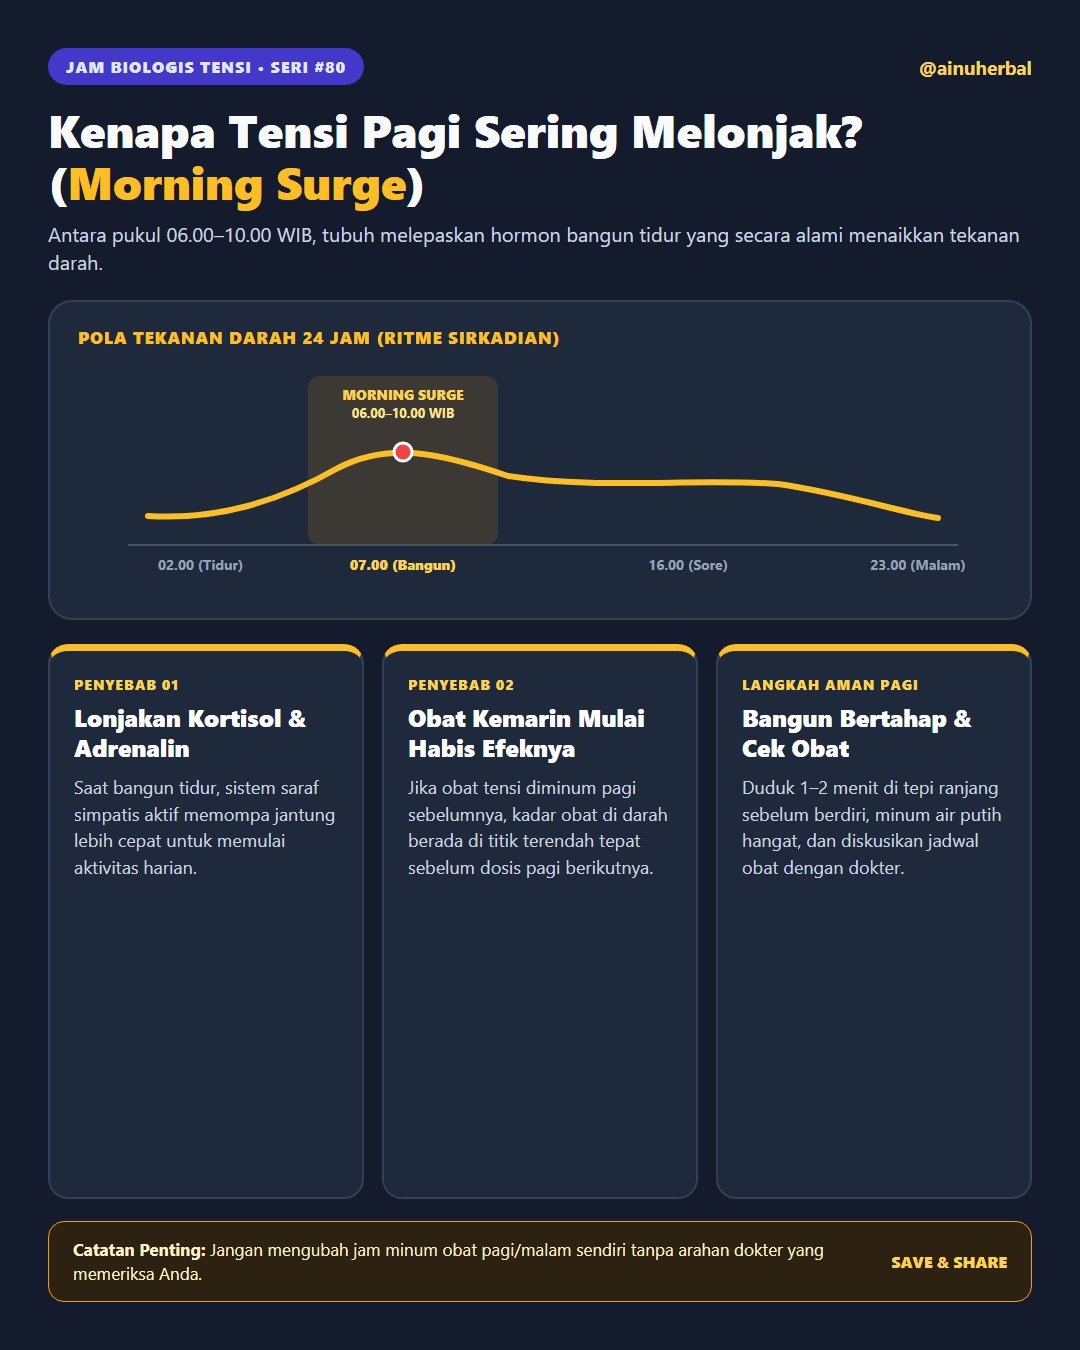 JAM BIOLOGIS TENSI • SERI #80
@ainuherbal
Kenapa Tensi Pagi Sering Melonjak?
(Morning Surge)
Antara pukul 06.00–10.00 WIB, tubuh melepaskan hormon bangun tidur yang secara alami menaikkan tekanan
darah.
POLA TEKANAN DARAH 24 JAM (RITME SIRKADIAN)
MORNING SURGE
06.00–10.00 WIB
02.00 (Tidur)
07.00 (Bangun)
16.00 (Sore)
23.00 (Malam)
PENYEBAB 01
Lonjakan Kortisol &
Adrenalin
Saat bangun tidur, sistem saraf
simpatis aktif memompa jantung
lebih cepat untuk memulai
aktivitas harian.
PENYEBAB 02
Obat Kemarin Mulai
Habis Efeknya
Jika obat tensi diminum pagi
sebelumnya, kadar obat di darah
berada di titik terendah tepat
sebelum dosis pagi berikutnya.
LANGKAH AMAN PAGI
Bangun Bertahap &
Cek Obat
Duduk 1–2 menit di tepi ranjang
sebelum berdiri, minum air putih
hangat, dan diskusikan jadwal
obat dengan dokter.
Catatan Penting: Jangan mengubah jam minum obat pagi/malam sendiri tanpa arahan dokter yang
memeriksa Anda.
SAVE & SHARE